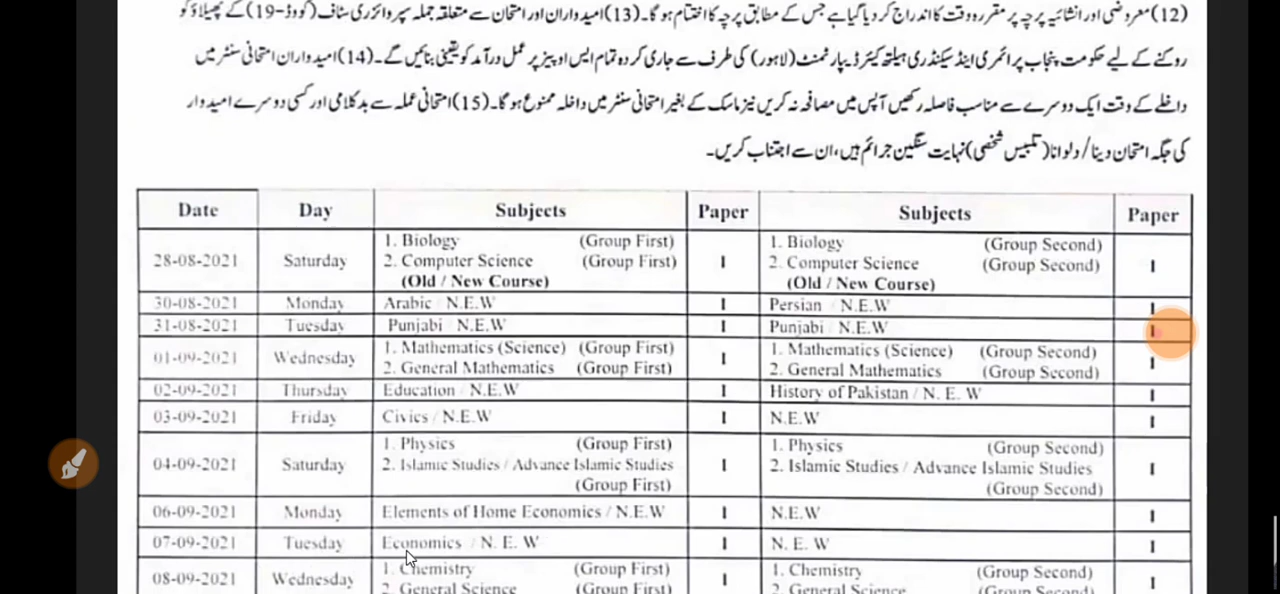 (12) معروضی اور انشائیہ پرچہ پر مقررہ وقت کا اندراج کر دیا گیا ہے جس کے مطابق پرچہ کا اختتام ہو گا۔ (13) امیدواران اور امتحان سے متعلقہ جملہ سپروائزری سٹاف (کووڈ-19) کے پھیلاؤ کو
روکنے کے لیے حکومت پنجاب پرائمری اینڈ سیکنڈری ہیلتھ کیئر ڈیپارٹمنٹ (لاہور) کی طرف سے جاری کردہ تمام ایس او پیز پر عمل درآمد کو یقینی بنائیں گے۔ (14) امیدواران امتحانی سنٹر میں
داخلے کے وقت ایک دوسرے سے مناسب فاصلہ رکھیں آپس میں مصافحہ نہ کریں نیز ماسک کے بغیر امتحانی سنٹر میں داخلہ ممنوع ہو گا۔ (15) امتحانی عملہ سے بدکلامی اور کسی دوسرے امیدوار
کی جگہ امتحان دینا / دلوانا (تلبیس شخصی) نہایت سنگین جرائم ہیں، ان سے اجتناب کریں۔
Date Day Subjects Paper Subjects Paper
1. Biology (Group First) 1. Biology (Group Second)
28-08-2021 Saturday 2. Computer Science (Group First) I 2. Computer Science (Group Second) I
(Old / New Course) (Old / New Course)
30-08-2021 Monday Arabic / N.E.W I Persian / N.E.W I
31-08-2021 Tuesday Punjabi / N.E.W I Punjabi / N.E.W I
1. Mathematics (Science) (Group First) 1. Mathematics (Science) (Group Second)
01-09-2021 Wednesday 2. General Mathematics (Group First) I 2. General Mathematics (Group Second) I
02-09-2021 Thursday Education / N.E.W I History of Pakistan / N. E. W I
03-09-2021 Friday Civics / N.E.W I N.E.W I
1. Physics (Group First) 1. Physics (Group Second)
04-09-2021 Saturday 2. Islamic Studies / Advance Islamic Studies I 2. Islamic Studies / Advance Islamic Studies I
(Group First) (Group Second)
06-09-2021 Monday Elements of Home Economics / N.E.W I N.E.W I
07-09-2021 Tuesday Economics / N. E. W I N. E. W I
1. Chemistry (Group First) 1. Chemistry (Group Second)
08-09-2021 Wednesday 2. General Science (Group First) I 2. General Science (Group Second) I